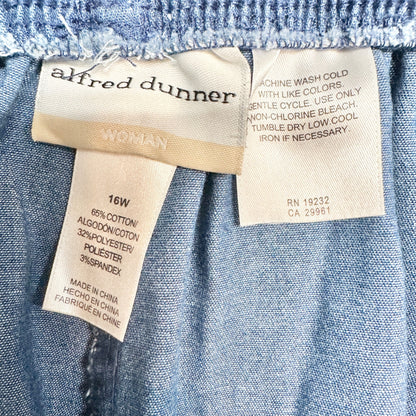 alfred dunner
WOMAN
16W
65% COTTON/
ALGODÓN/COTON
32%POLYESTER/
POLIÉSTER
3%SPANDEX
MADE IN CHINA
HECHO EN CHINA
FABRIQUÉ EN CHINE
ACHINE WASH COLD
WITH LIKE COLORS.
GENTLE CYCLE. USE ONLY
NON-CHLORINE BLEACH.
TUMBLE DRY LOW.COOL
IRON IF NECESSARY.
RN 19232
CA 29961